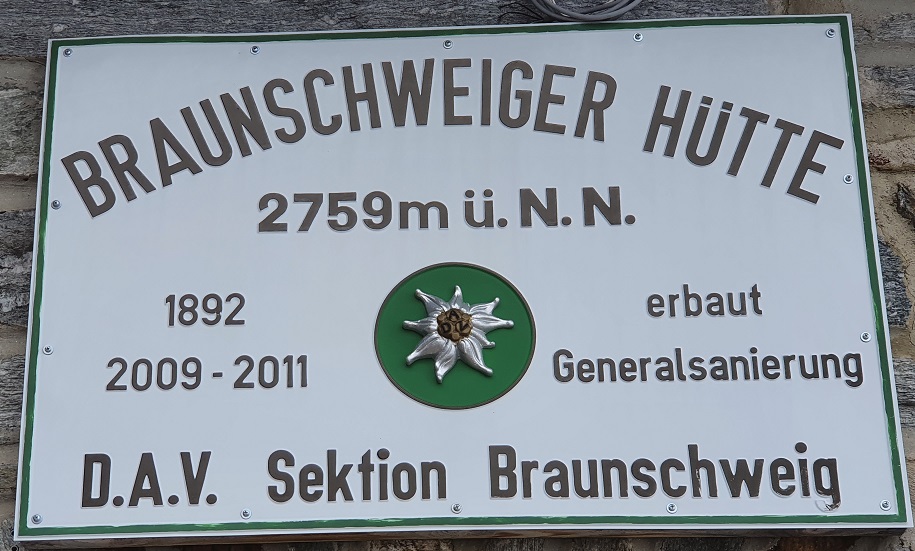 BRAUNSCHWEIGER HÜTTE
2759m ü.N.N.
1892 erbaut
2009-2011 Generalsanierung
D.A.V. Sektion Braunschweig